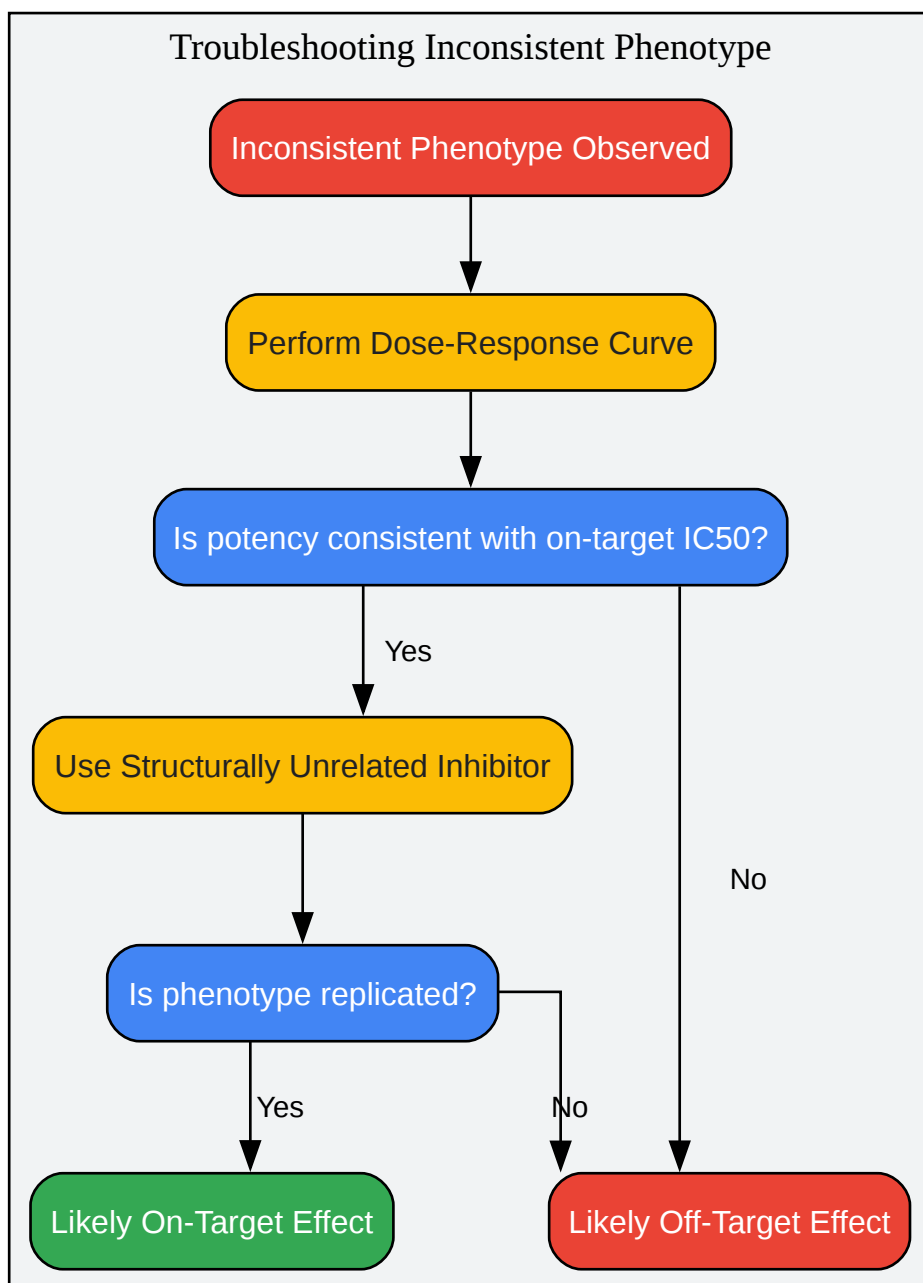 Troubleshooting Inconsistent Phenotype
Inconsistent Phenotype Observed
Perform Dose-Response Curve
Is potency consistent with on-target IC50?
Yes
Use Structurally Unrelated Inhibitor
No
Is phenotype replicated?
Yes
No
Likely On-Target Effect
Likely Off-Target Effect